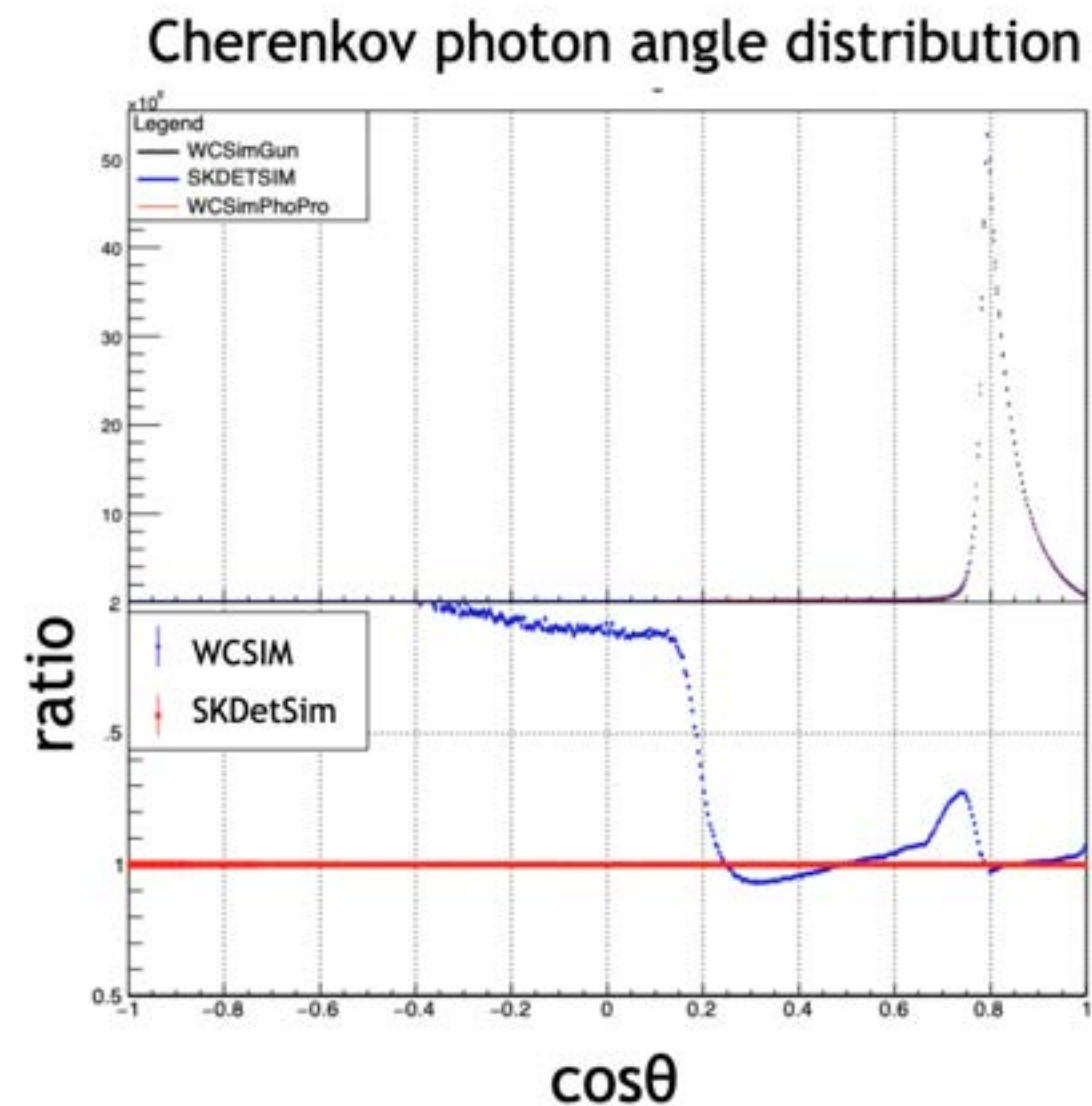 Cherenkov photon angle distribution
Legend
WCSimGun
SKDETSIM
WCSimPhoPro
50
40
30
20
10
2
ratio
WCSIM
SKDetSim
.5
1
0.5
−1 −0.8 −0.6 −0.4 −0.2 0 0.2 0.4 0.6 0.8 1
cosθ